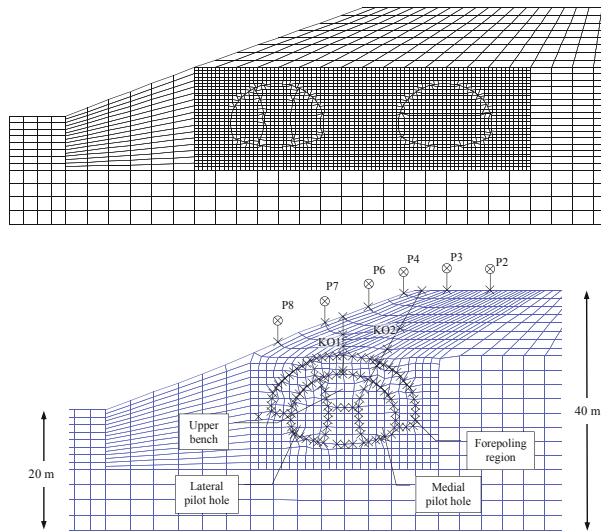 P2
P3
P4
P6
P7
P8
KO1
KO2
40 m
20 m
Upper
bench
Forepoling
region
Lateral
pilot hole
Medial
pilot hole